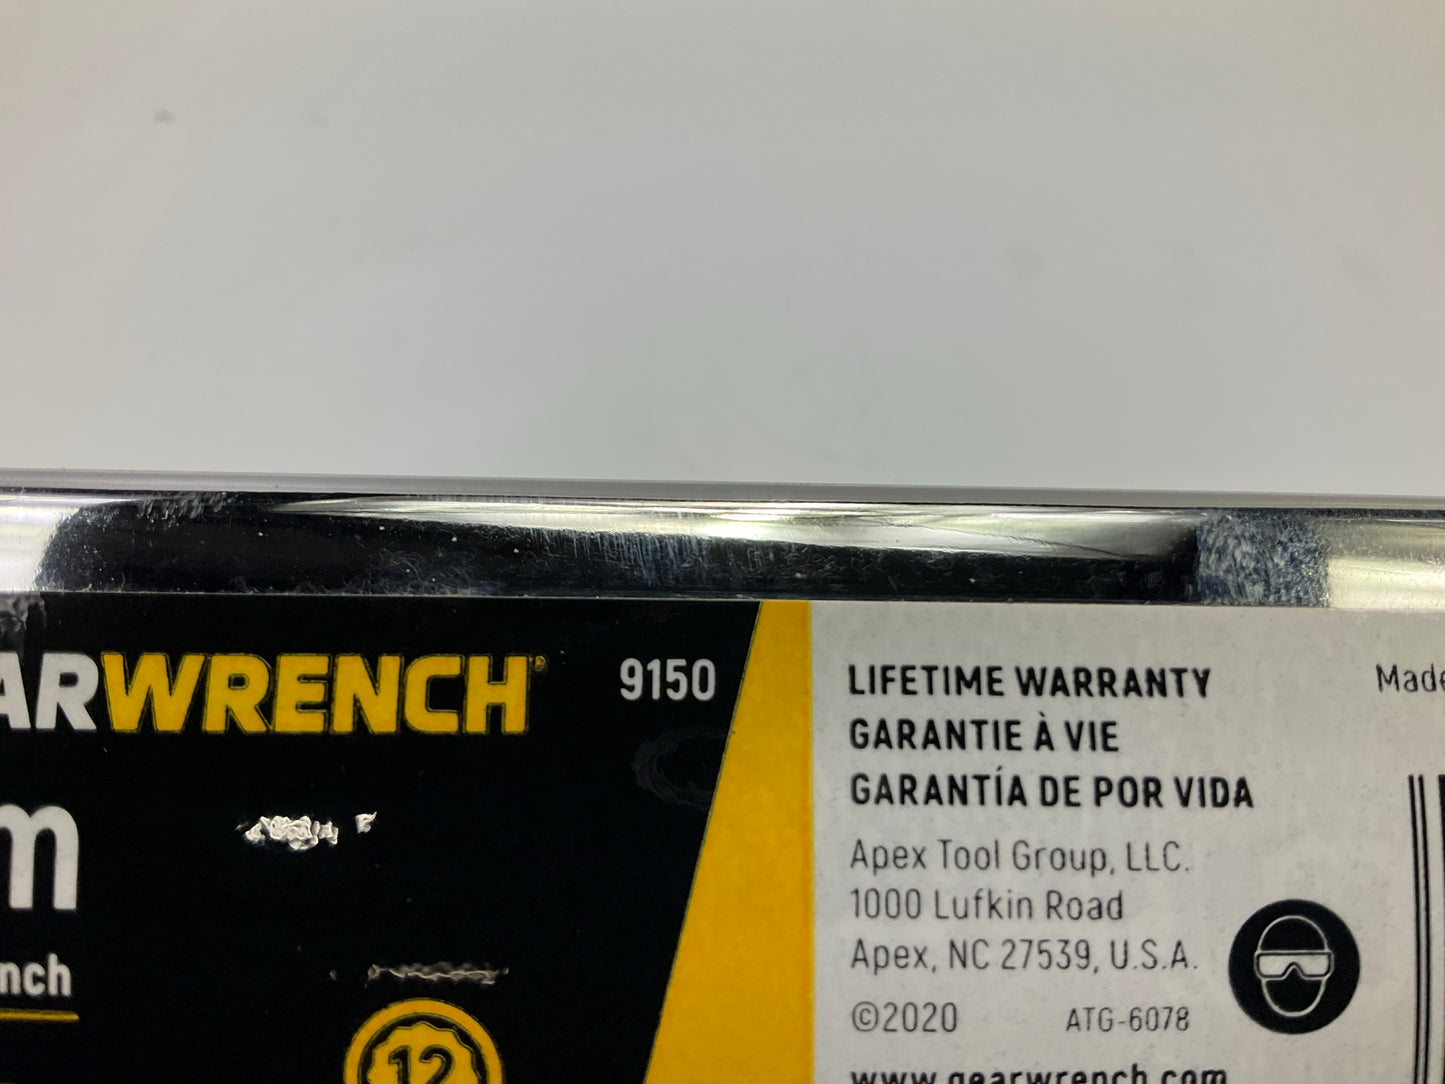 ARWRENCH®
9150
m
nch
12
LIFETIME WARRANTY
GARANTIE À VIE
GARANTÍA DE POR VIDA
Apex Tool Group, LLC.
1000 Lufkin Road
Apex, NC 27539, U.S.A.
©2020 ATG-6078
www.gearwrench.com
Made